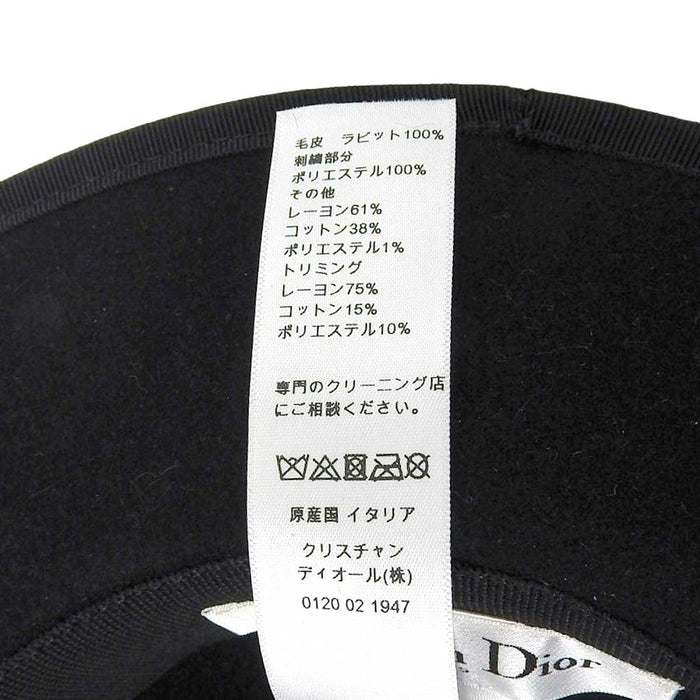 毛皮 ラビット100%
刺繍部分
ポリエステル100%
その他
レーヨン61%
コットン38%
ポリエステル1%
トリミング
レーヨン75%
コットン15%
ポリエステル10%
専門のクリーニング店
にご相談ください。
原産国 イタリア
クリスチャン
ディオール(株)
0120 02 1947
Dior